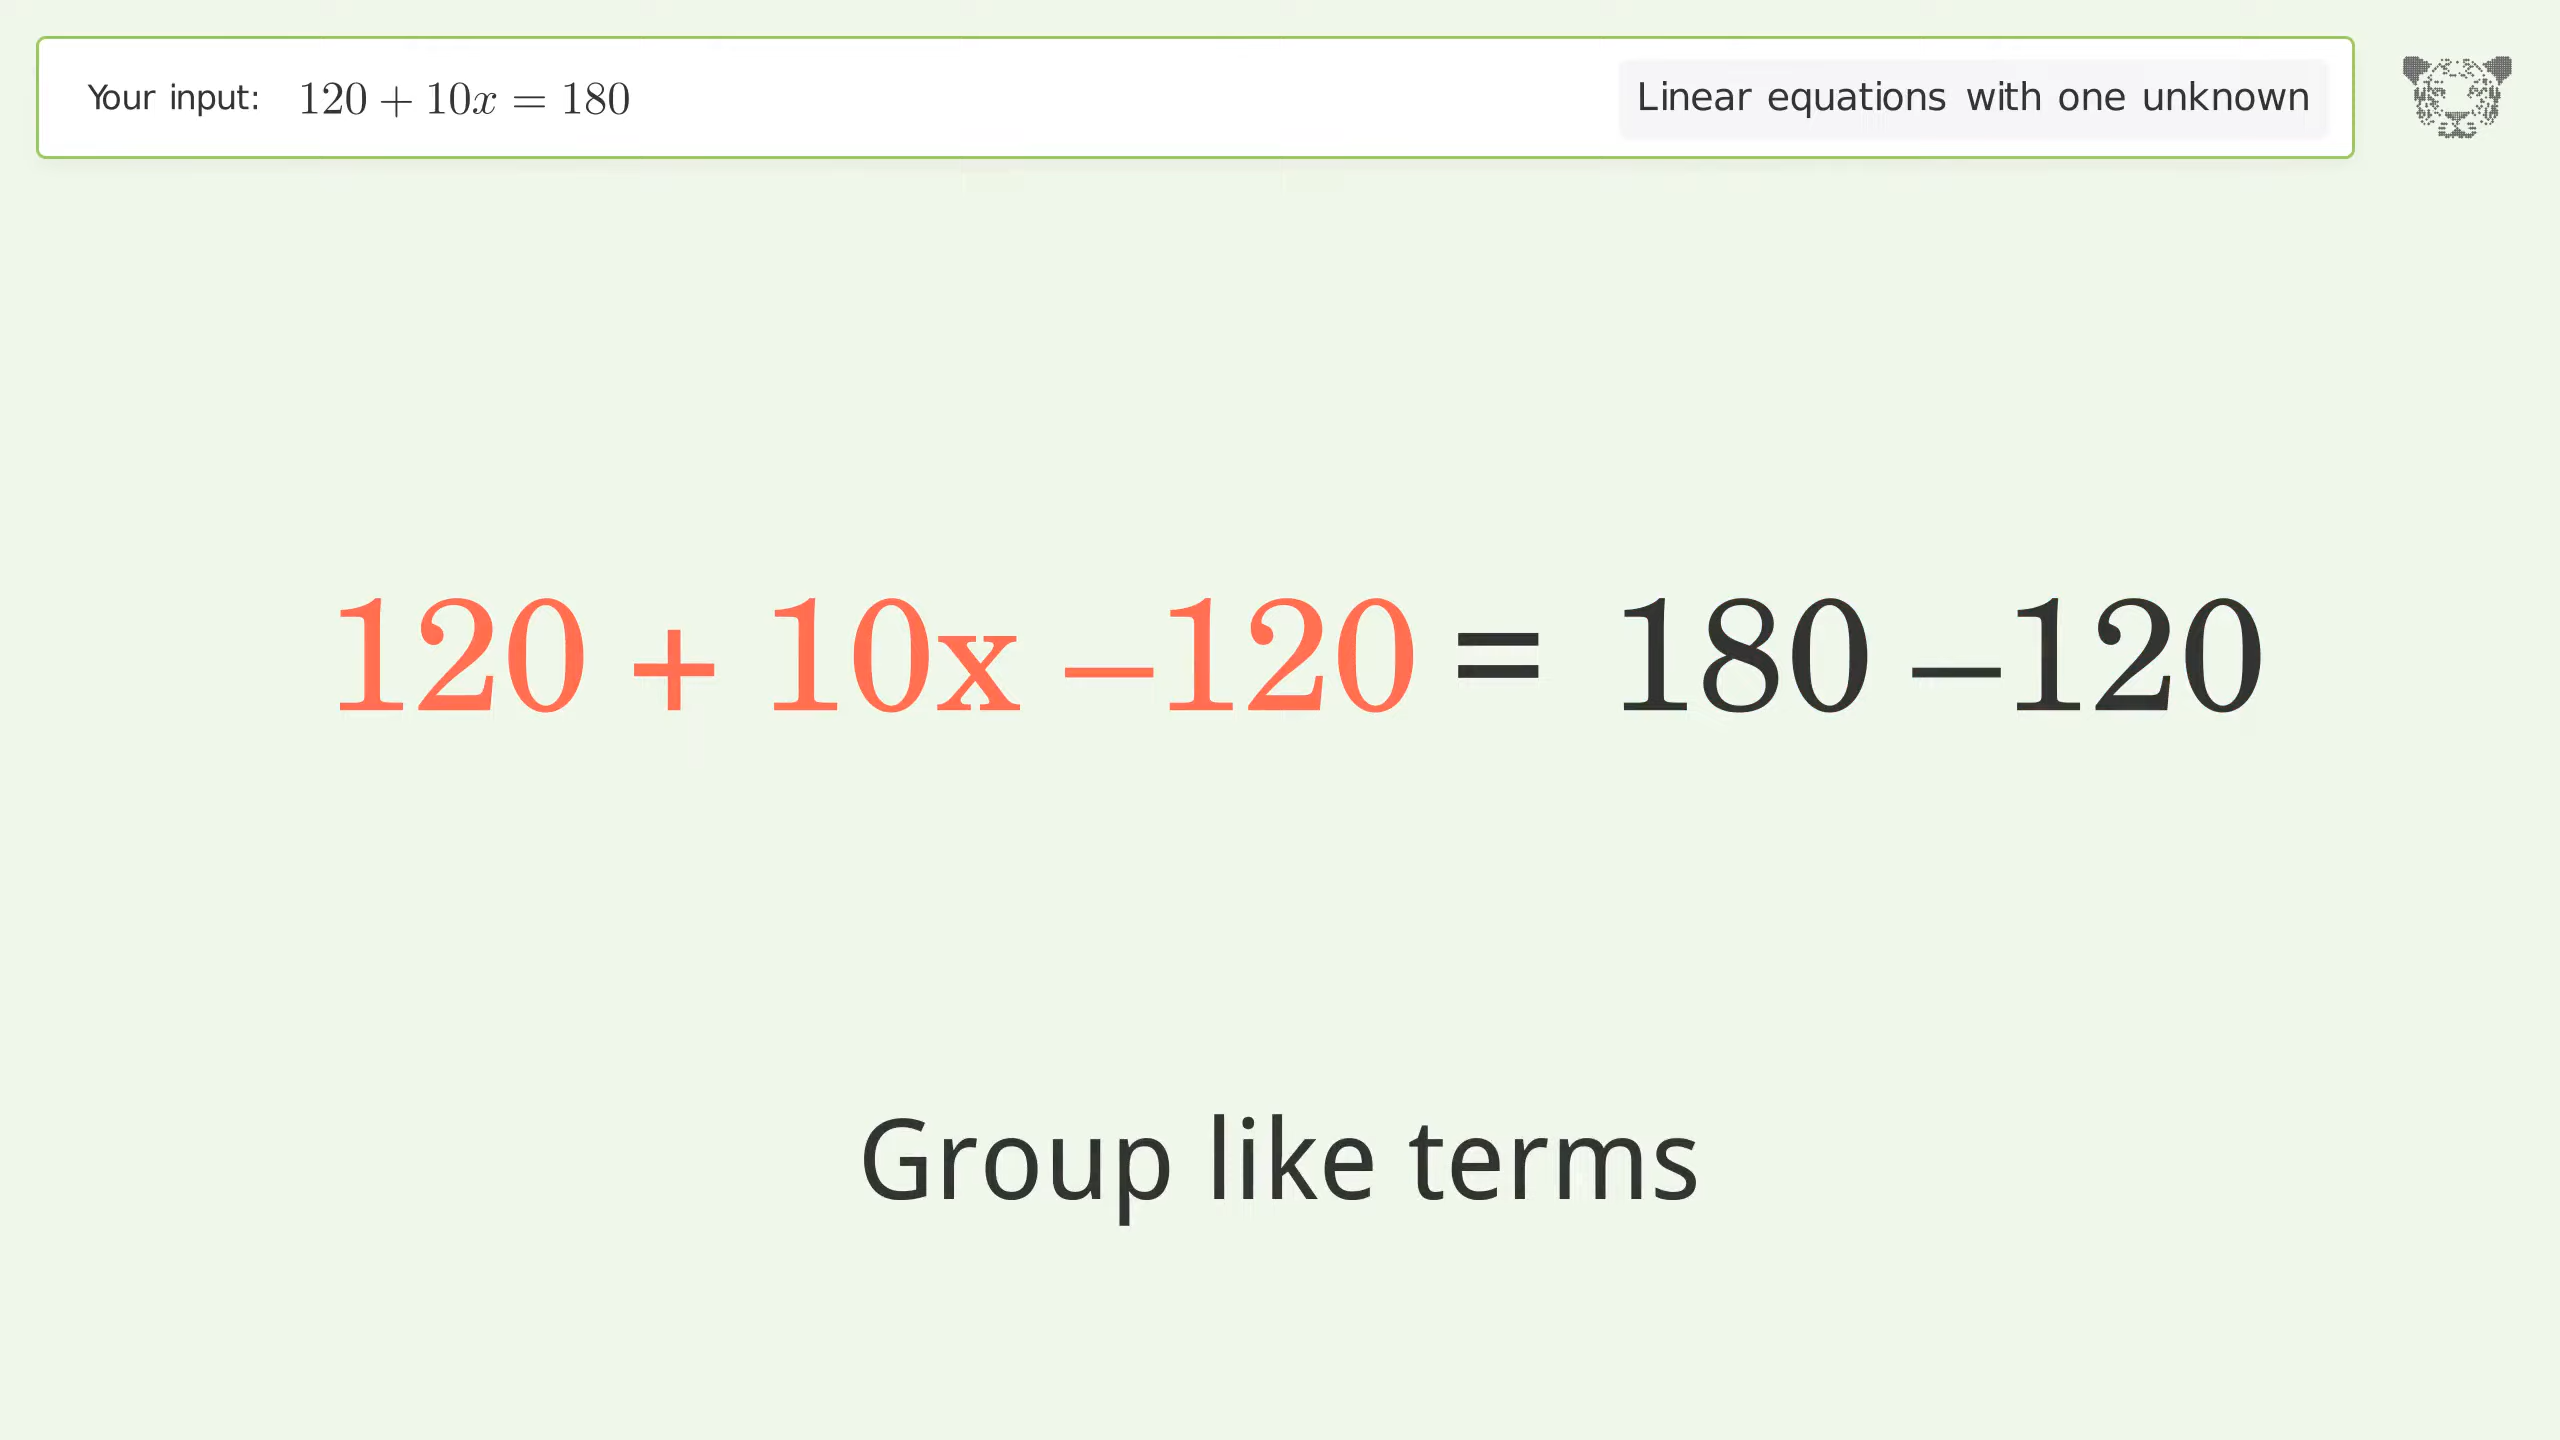 Your input: 120 + 10x = 180 Linear equations with one unknown
120 + 10x –120 = 180 –120
Group like terms